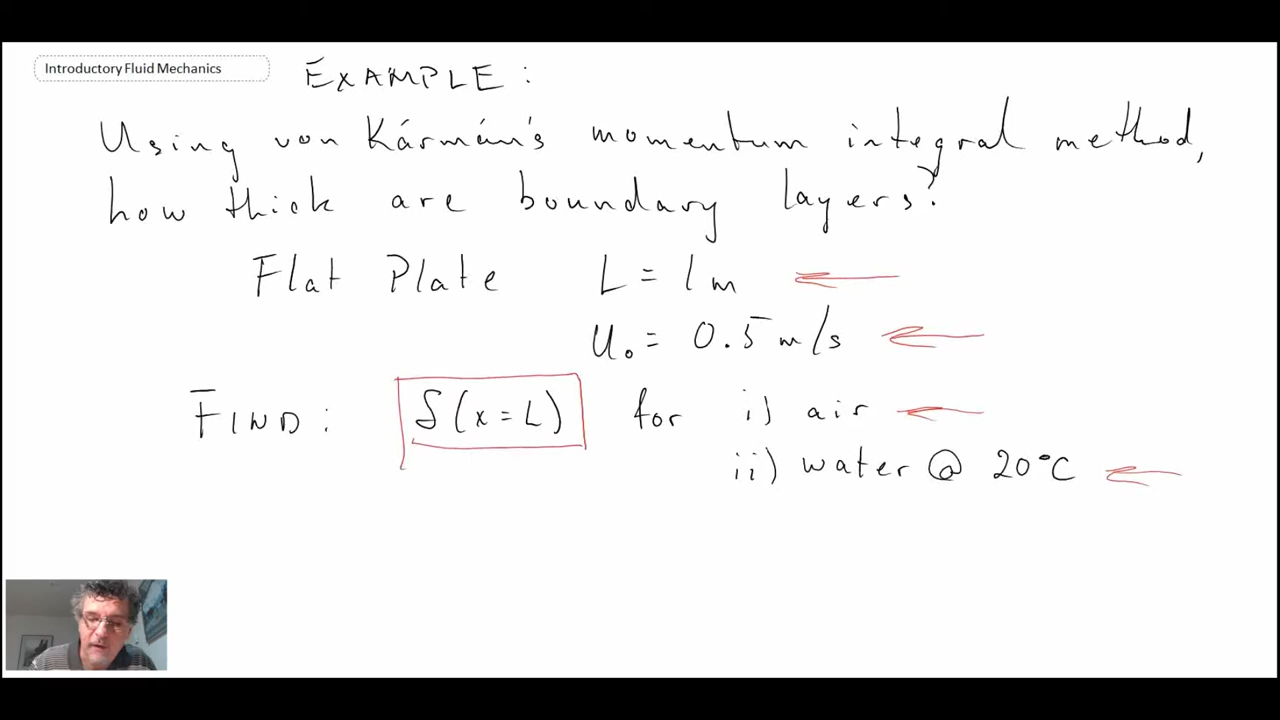 Introductory Fluid Mechanics
EXAMPLE:
Using von Kármán's momentum integral method,
how thick are boundary layers?
Flat Plate L = 1 m
U₀ = 0.5 m/s
FIND: δ(x = L) for i) air
ii) water @ 20°C